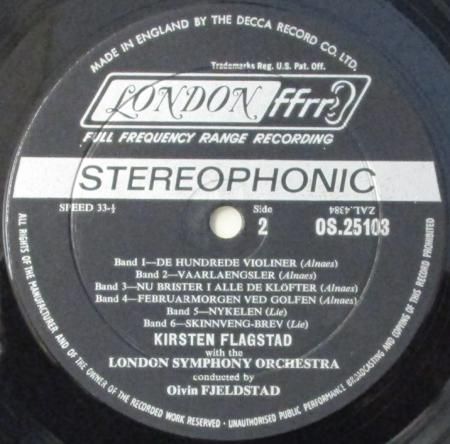 MADE IN ENGLAND BY THE DECCA RECORD CO. LTD.
Trademarks Reg. U.S. Pat. Off.
LONDON ffrr
FULL FREQUENCY RANGE RECORDING
STEREOPHONIC
SPEED 33-⅓
Side
2
ZAL.4384
OS.25103
Band 1—DE HUNDREDE VIOLINER (Alnaes)
Band 2—VAARLAENGSLER (Alnaes)
Band 3—NU BRISTER I ALLE DE KLÖFTER (Alnaes)
Band 4—FEBRUARMORGEN VED GOLFEN (Alnaes)
Band 5—NYKELEN (Lie)
Band 6—SKINNVENG-BREV (Lie)
KIRSTEN FLAGSTAD
with the
LONDON SYMPHONY ORCHESTRA
conducted by
Oivin FJELDSTAD
ALL RIGHTS OF THE MANUFACTURER AND OF THE OWNER OF THE RECORDED WORK RESERVED · UNAUTHORISED PUBLIC PERFORMANCE BROADCASTING AND COPYING OF THIS RECORD PROHIBITED